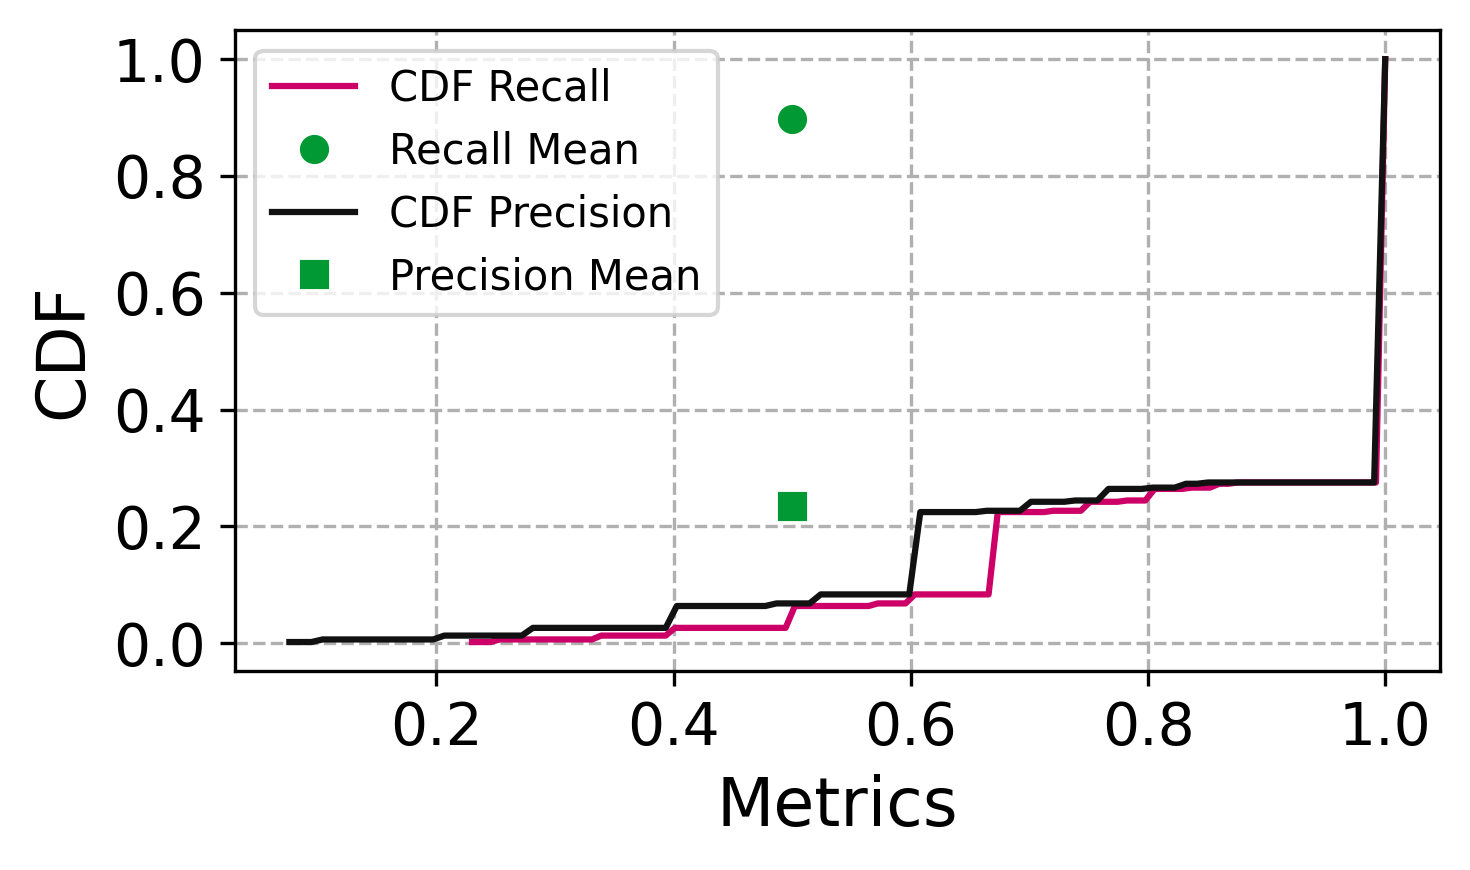 CDF Recall
Recall Mean
CDF Precision
Precision Mean
1.0
0.8
0.6
0.4
0.2
0.0
CDF
0.2 0.4 0.6 0.8 1.0
Metrics